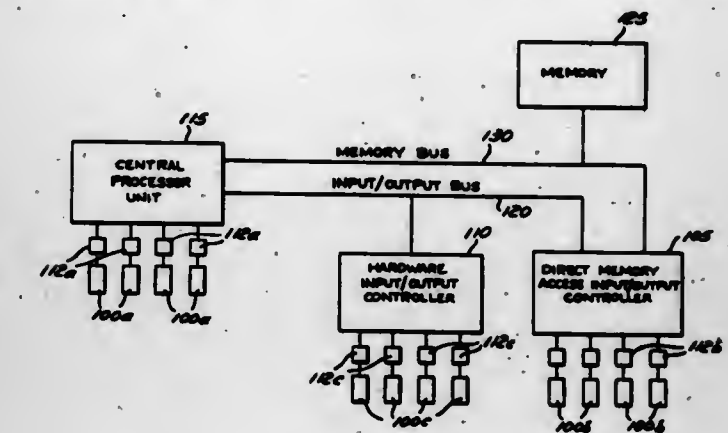 125
MEMORY
115
CENTRAL
PROCESSER
UNIT
MEMORY BUS
130
INPUT/OUTPUT BUS
120
112a
112a
100a
100a
110
HARDWARE
INPUT/OUTPUT
CONTROLLER
105
DIRECT MEMORY
ACCESS INPUT/OUTPUT
CONTROLLER
112c
112c
100c
112b
100b
100b